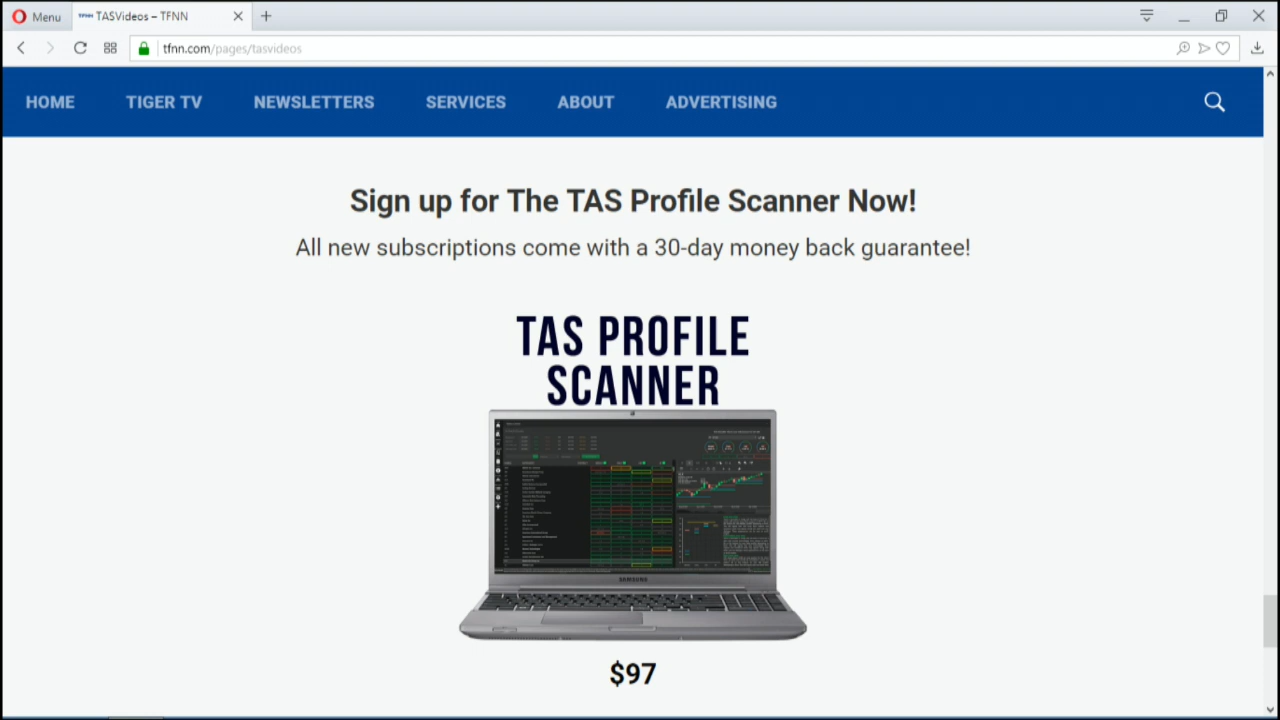 Menu
TFNN TASVideos – TFNN
tfnn.com/pages/tasvideos
HOME
TIGER TV
NEWSLETTERS
SERVICES
ABOUT
ADVERTISING
Sign up for The TAS Profile Scanner Now!
All new subscriptions come with a 30-day money back guarantee!
TAS PROFILE
SCANNER
SAMSUNG
$97